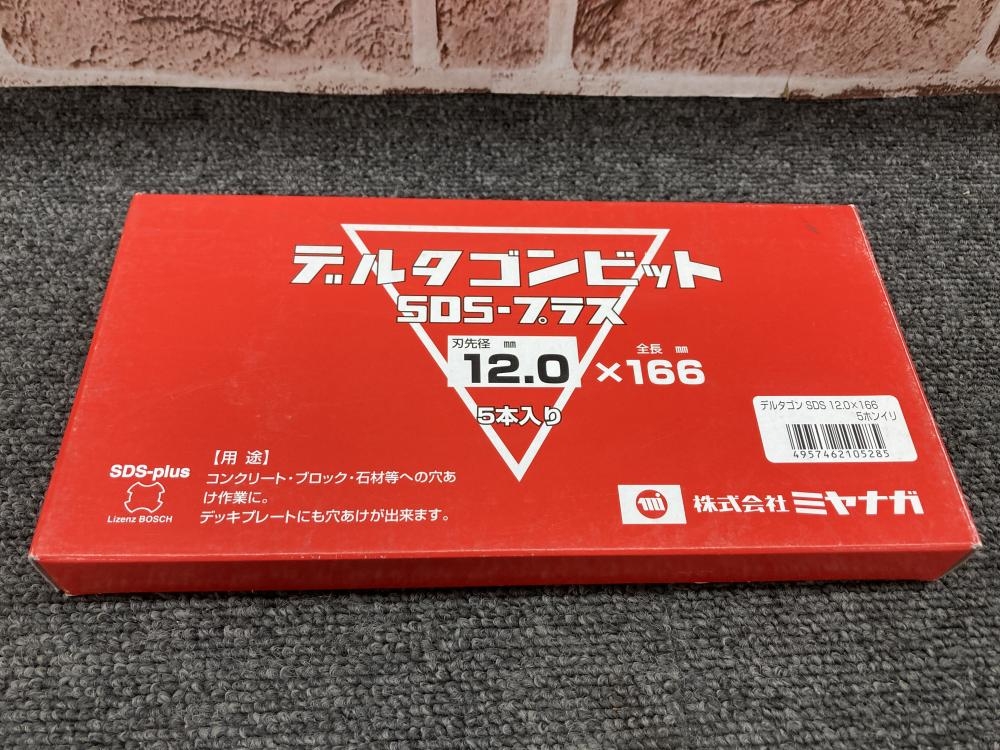 デルタゴンビット
SDS-プラス
刃先径 ㎜
12.0
全長 ㎜
×166
5本入り
デルタゴン SDS 12.0×166
5ホンイリ
4957462105285
SDS-plus
Lizenz BOSCH
【用 途】
コンクリート・ブロック・石材等への穴あ
け作業に。
デッキプレートにも穴あけが出来ます。
mi
株式会社 ミヤナガ